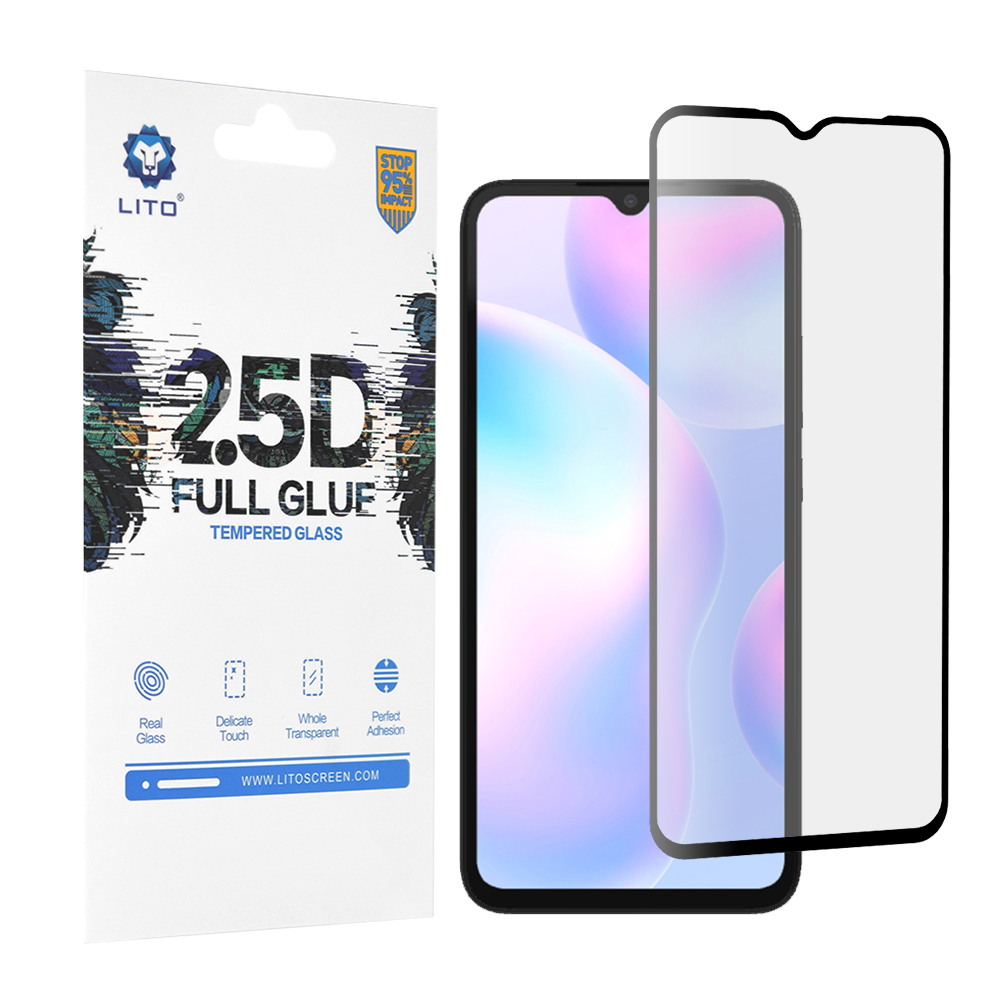 LITO®
STOP
95%
IMPACT
2.5D
FULL GLUE
TEMPERED GLASS
Real
Glass
Delicate
Touch
Whole
Transparent
Perfect
Adhesion
WWW.LITOSCREEN.COM